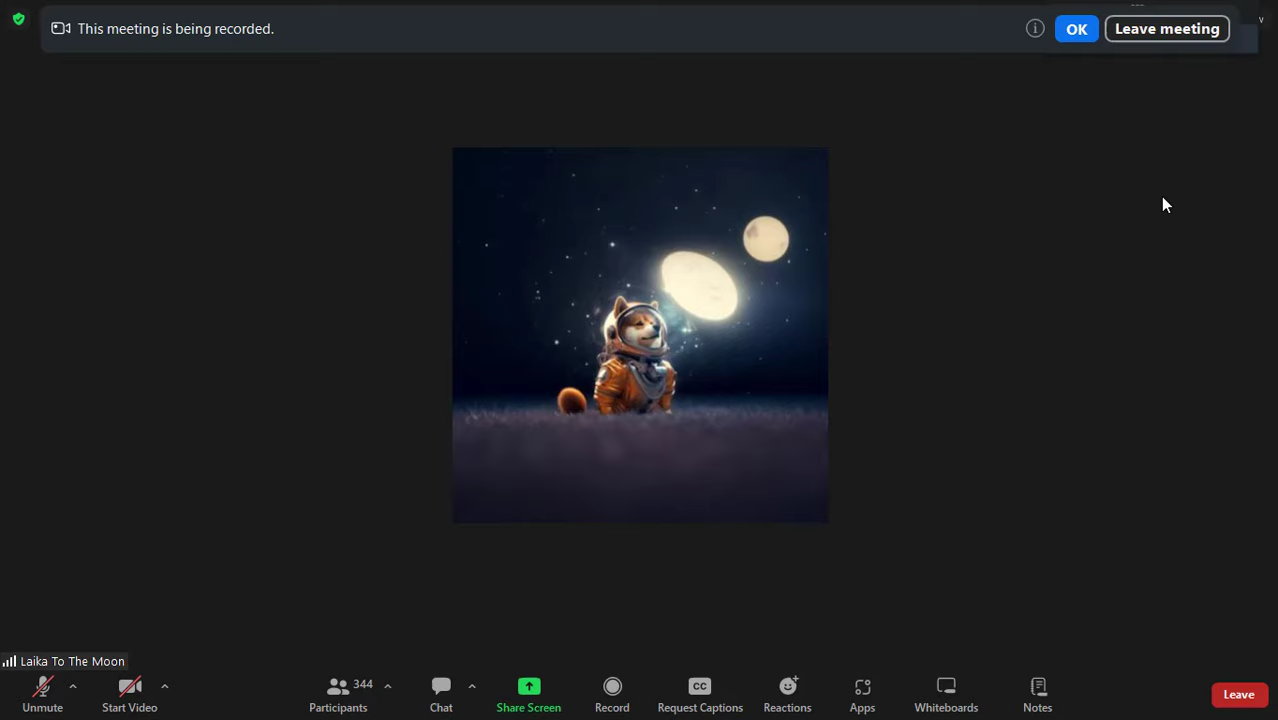 This meeting is being recorded.
OK
Leave meeting
Laika To The Moon
Unmute
Start Video
344
Participants
Chat
Share Screen
Record
CC
Request Captions
Reactions
Apps
Whiteboards
Notes
Leave